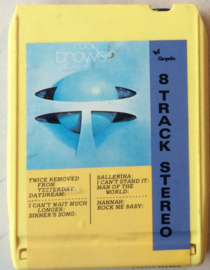 robin
trower
Chrysalis
8 TRACK STEREO
TWICE REMOVED
FROM
YESTERDAY:
DAYDREAM:
I CAN'T WAIT MUCH
LONGER:
SINNER'S SONG:
BALLERINA:
I CAN'T STAND IT:
MAN OF THE
WORLD:
HANNAH:
ROCK ME BABY: